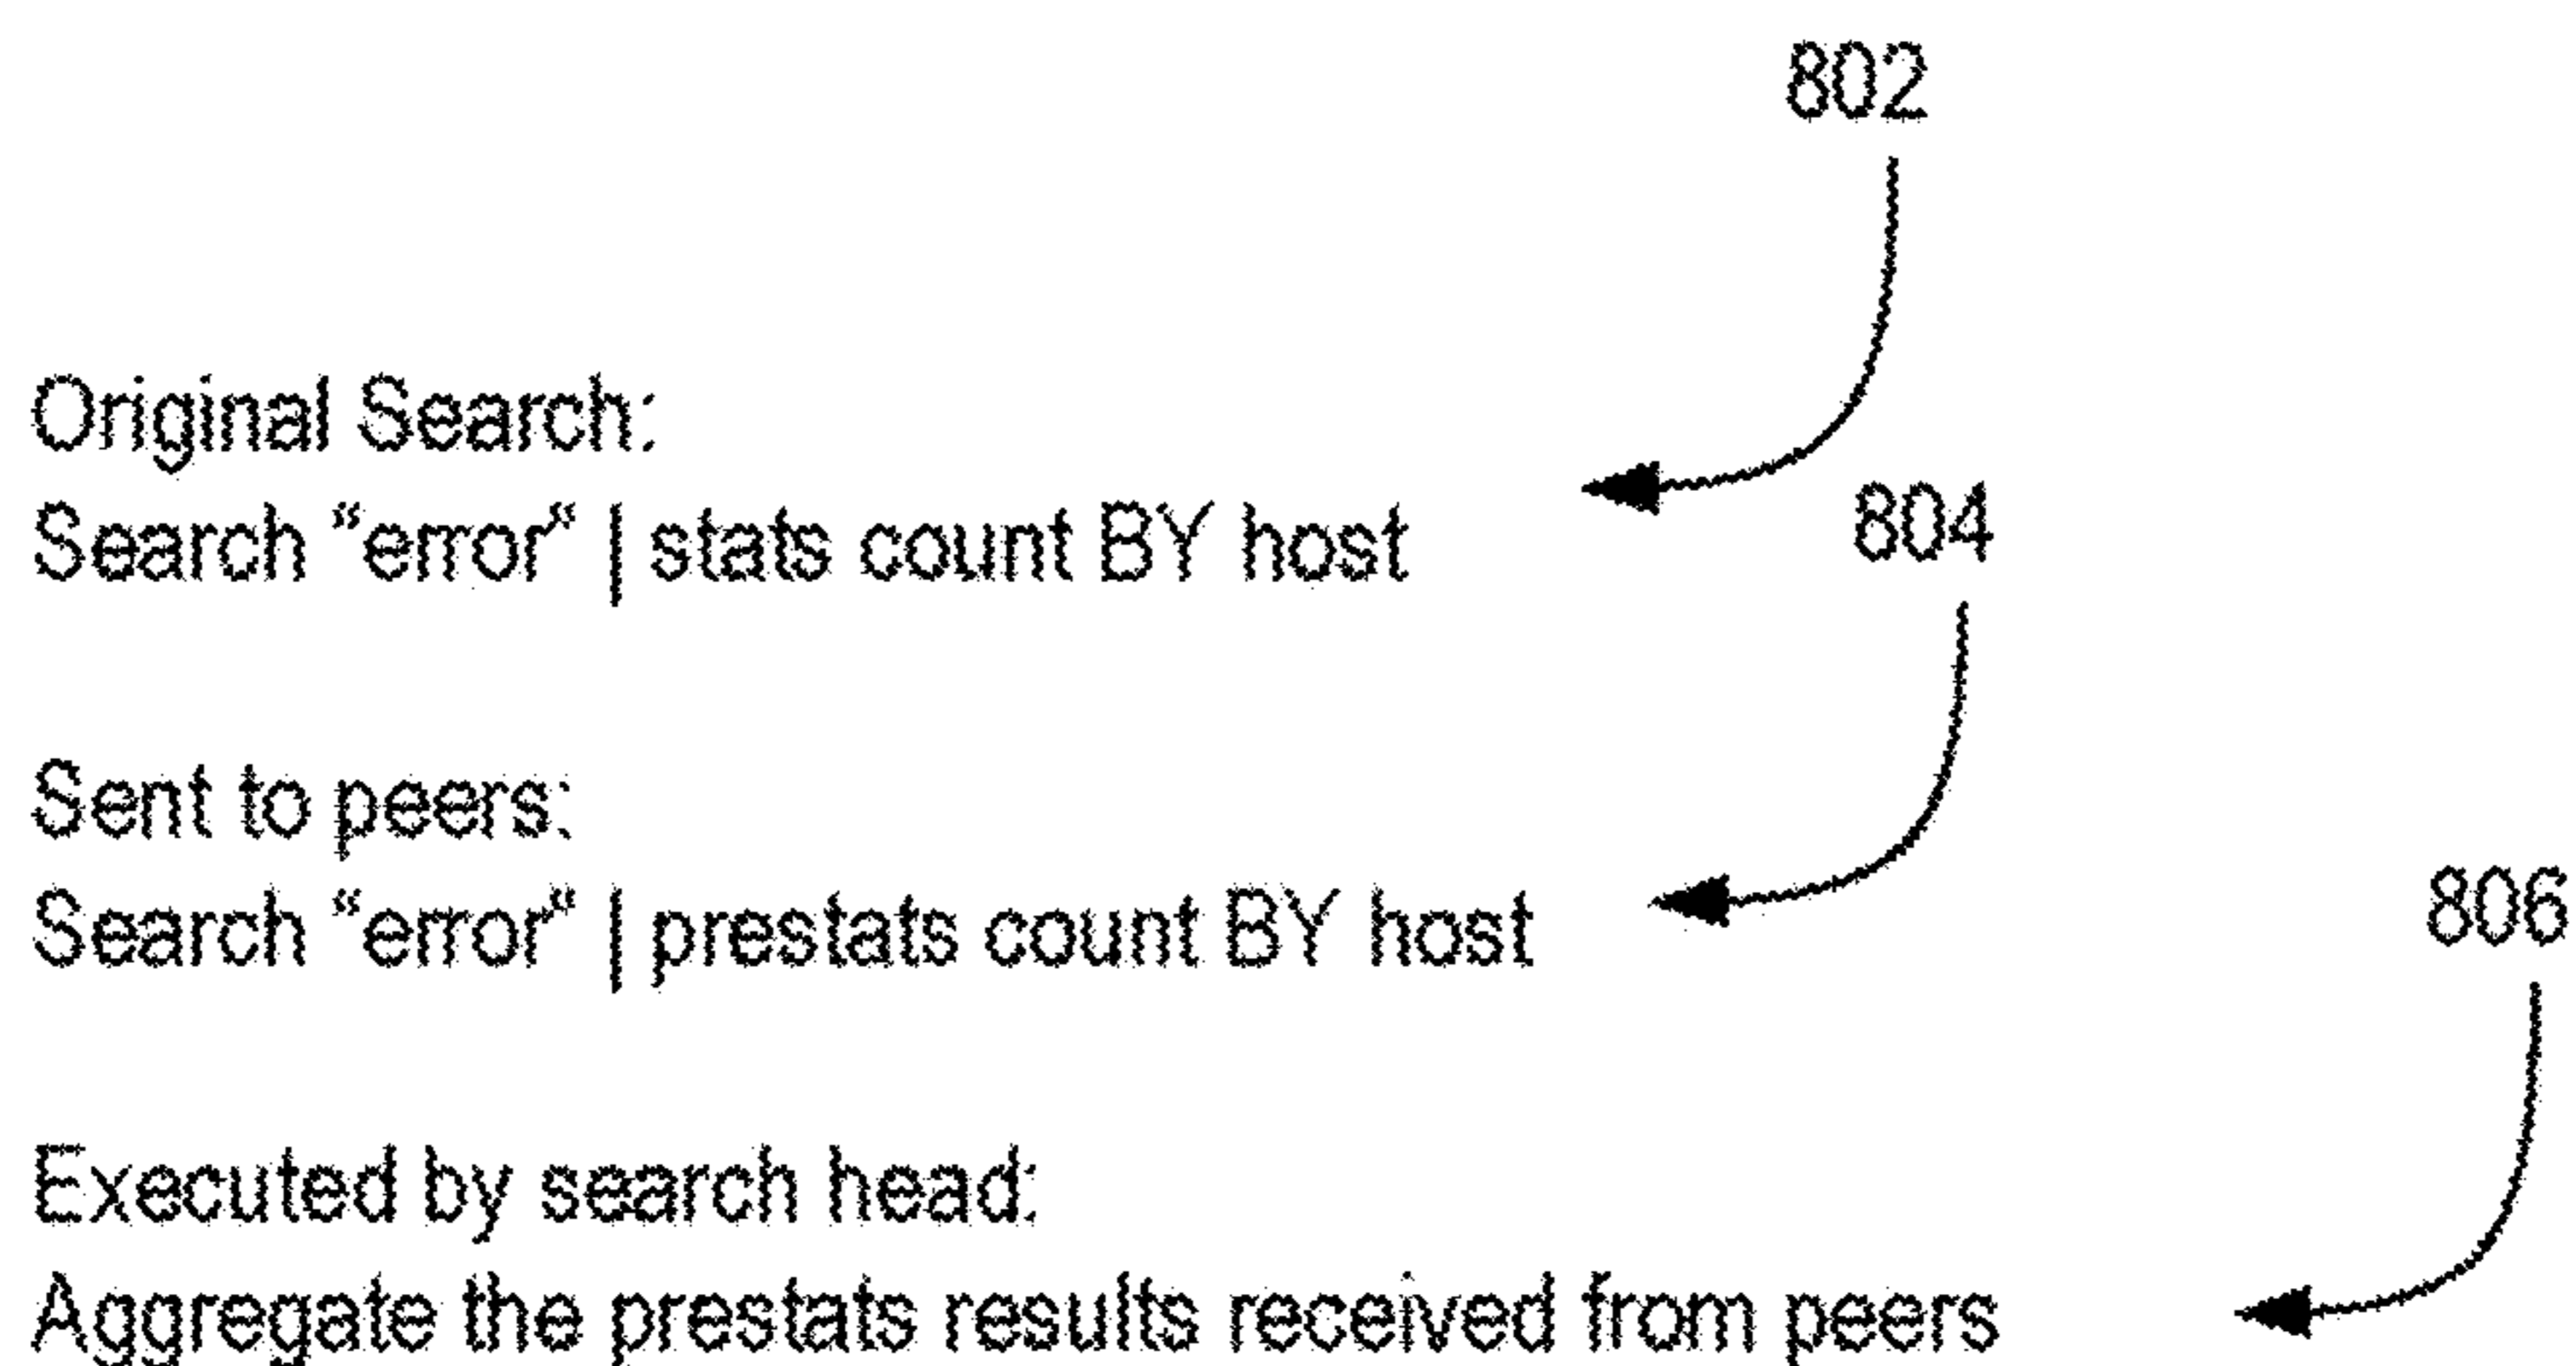 802
Original Search:
Search “error“ | stats count BY host
804
Sent to peers:
Search “error“ | prestats count BY host
806
Executed by search head:
Aggregate the prestats results received from peers